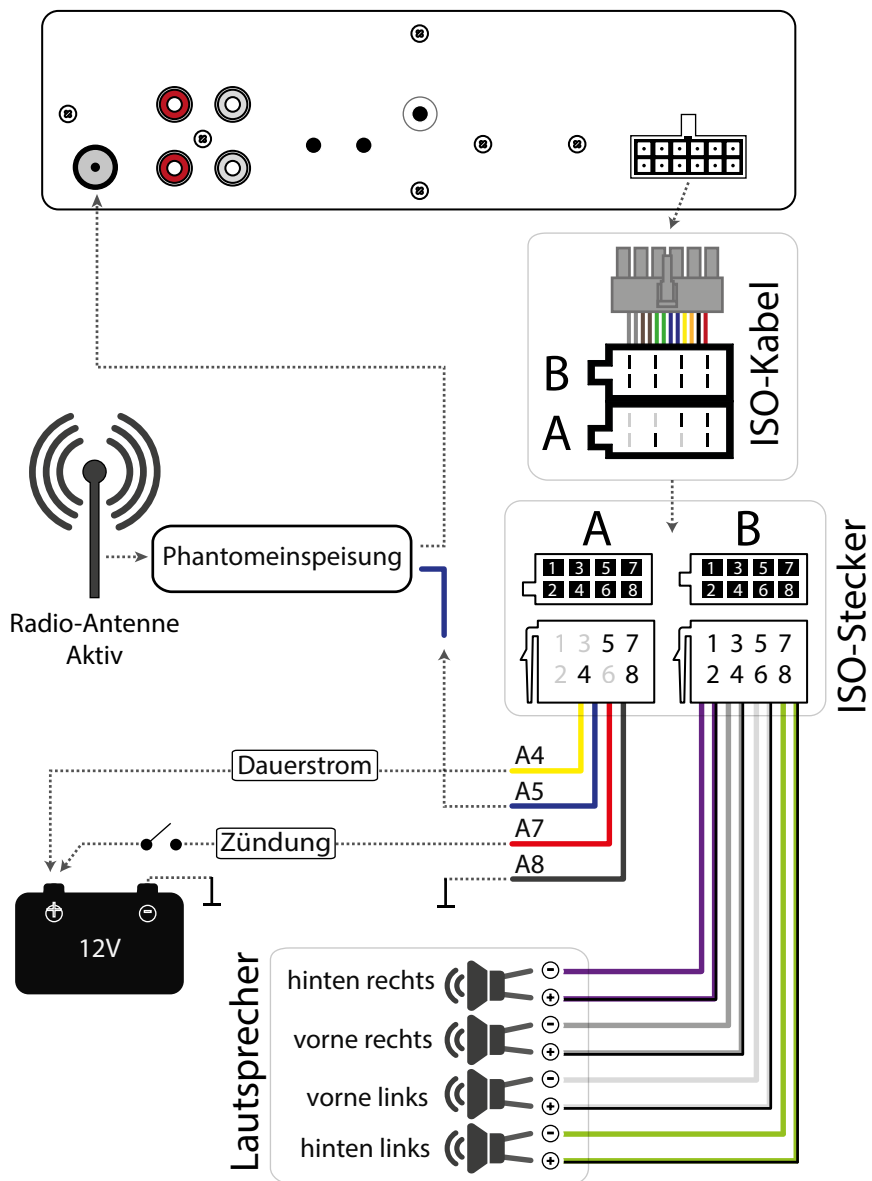 B
A
ISO-Kabel
Phantomeinspeisung
Radio-Antenne
Aktiv
A B
1 3 5 7 1 3 5 7
2 4 6 8 2 4 6 8
1 3 5 7 1 3 5 7
2 4 6 8 2 4 6 8
ISO-Stecker
Dauerstrom A4
A5
Zündung A7
A8
12V
Lautsprecher
hinten rechts
vorne rechts
vorne links
hinten links